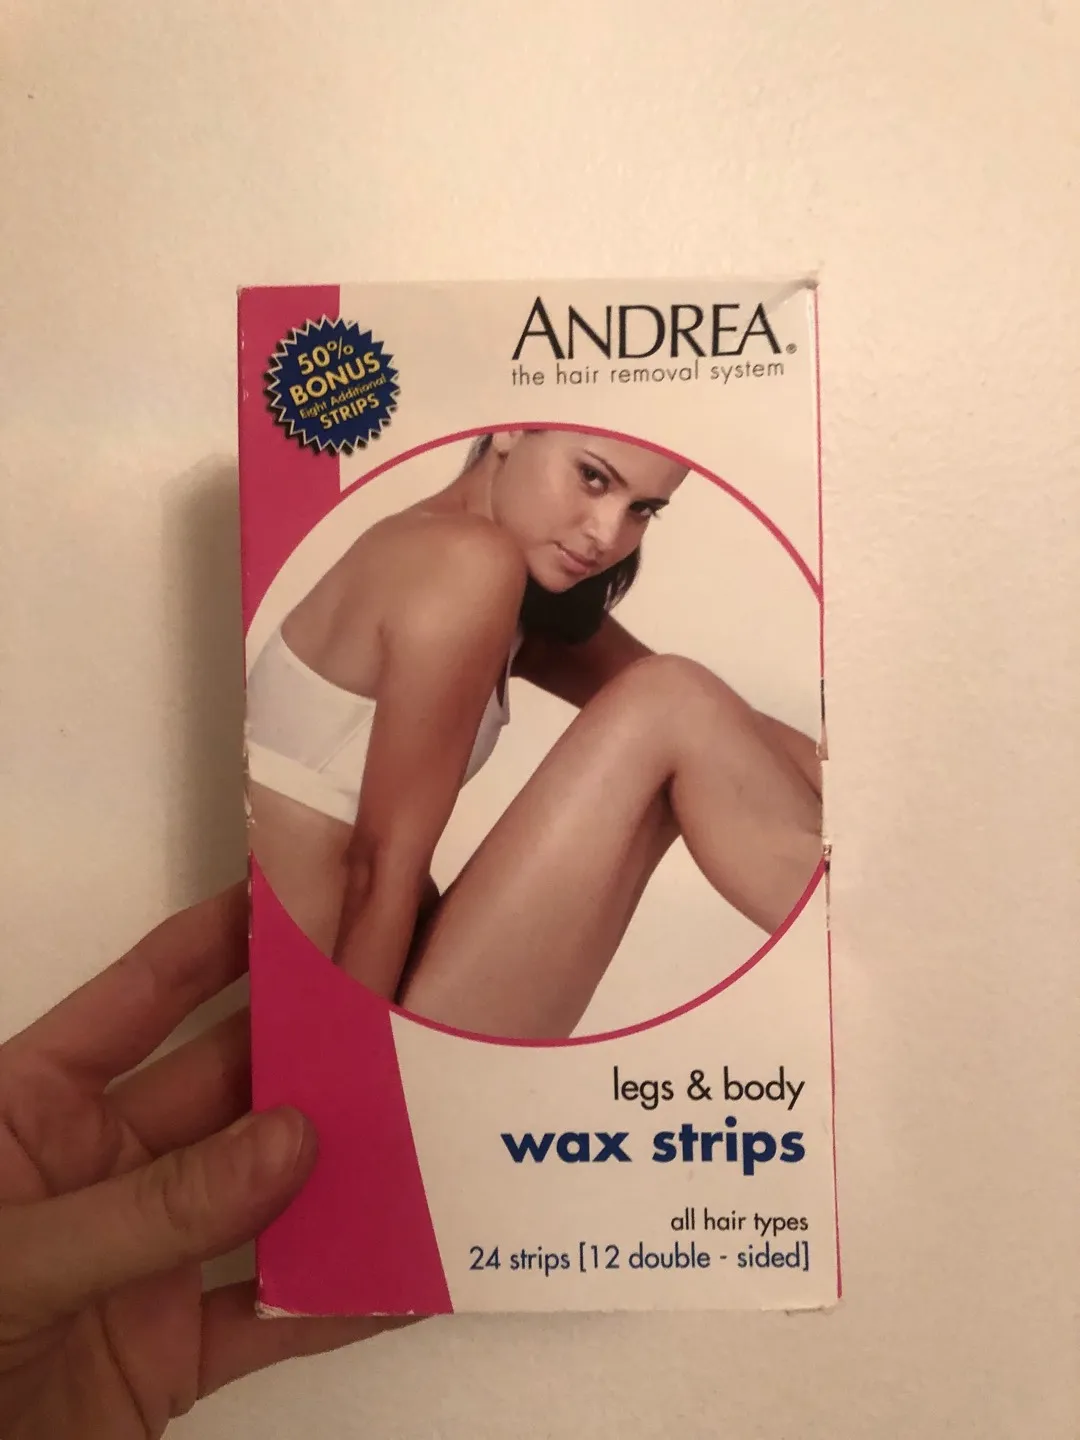 50%
BONUS
Eight Additional
STRIPS
ANDREA®
the hair removal system
legs & body
wax strips
all hair types
24 strips [12 double - sided]